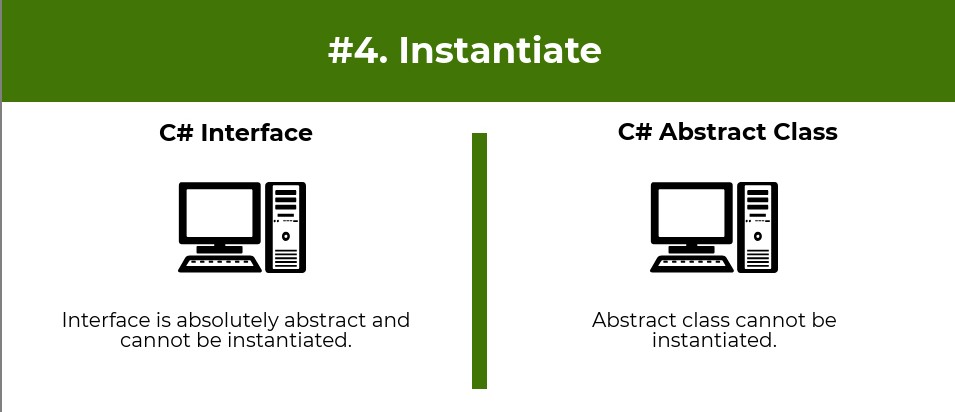 #4. Instantiate
C# Interface
Interface is absolutely abstract and
cannot be instantiated.
C# Abstract Class
Abstract class cannot be
instantiated.